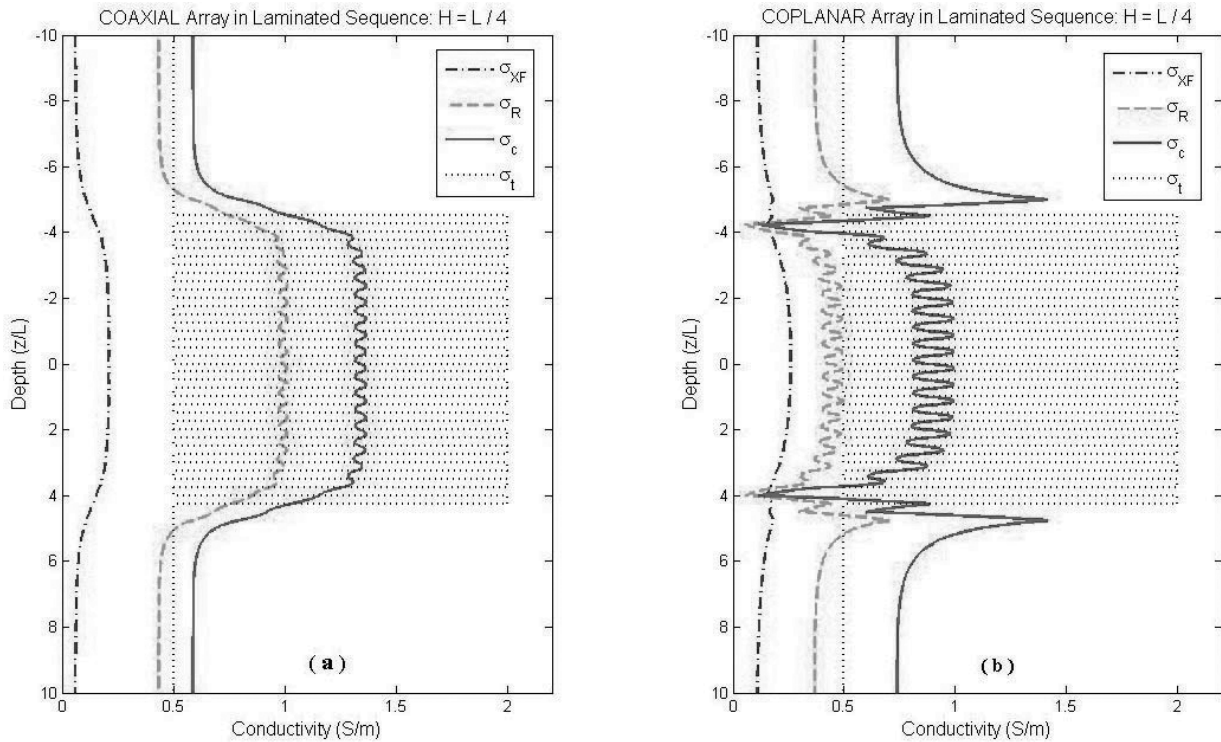 COAXIAL Array in Laminated Sequence: H = L / 4
-10
-8
-6
-4
-2
0
2
4
6
8
10
Depth (z/L)
σXF
σR
σc
σt
( a )
0
0.5
1
1.5
2
Conductivity (S/m)
COPLANAR Array in Laminated Sequence: H = L / 4
-10
-8
-6
-4
-2
0
2
4
6
8
10
Depth (z/L)
σXF
σR
σc
σt
( b )
0
0.5
1
1.5
2
Conductivity (S/m)